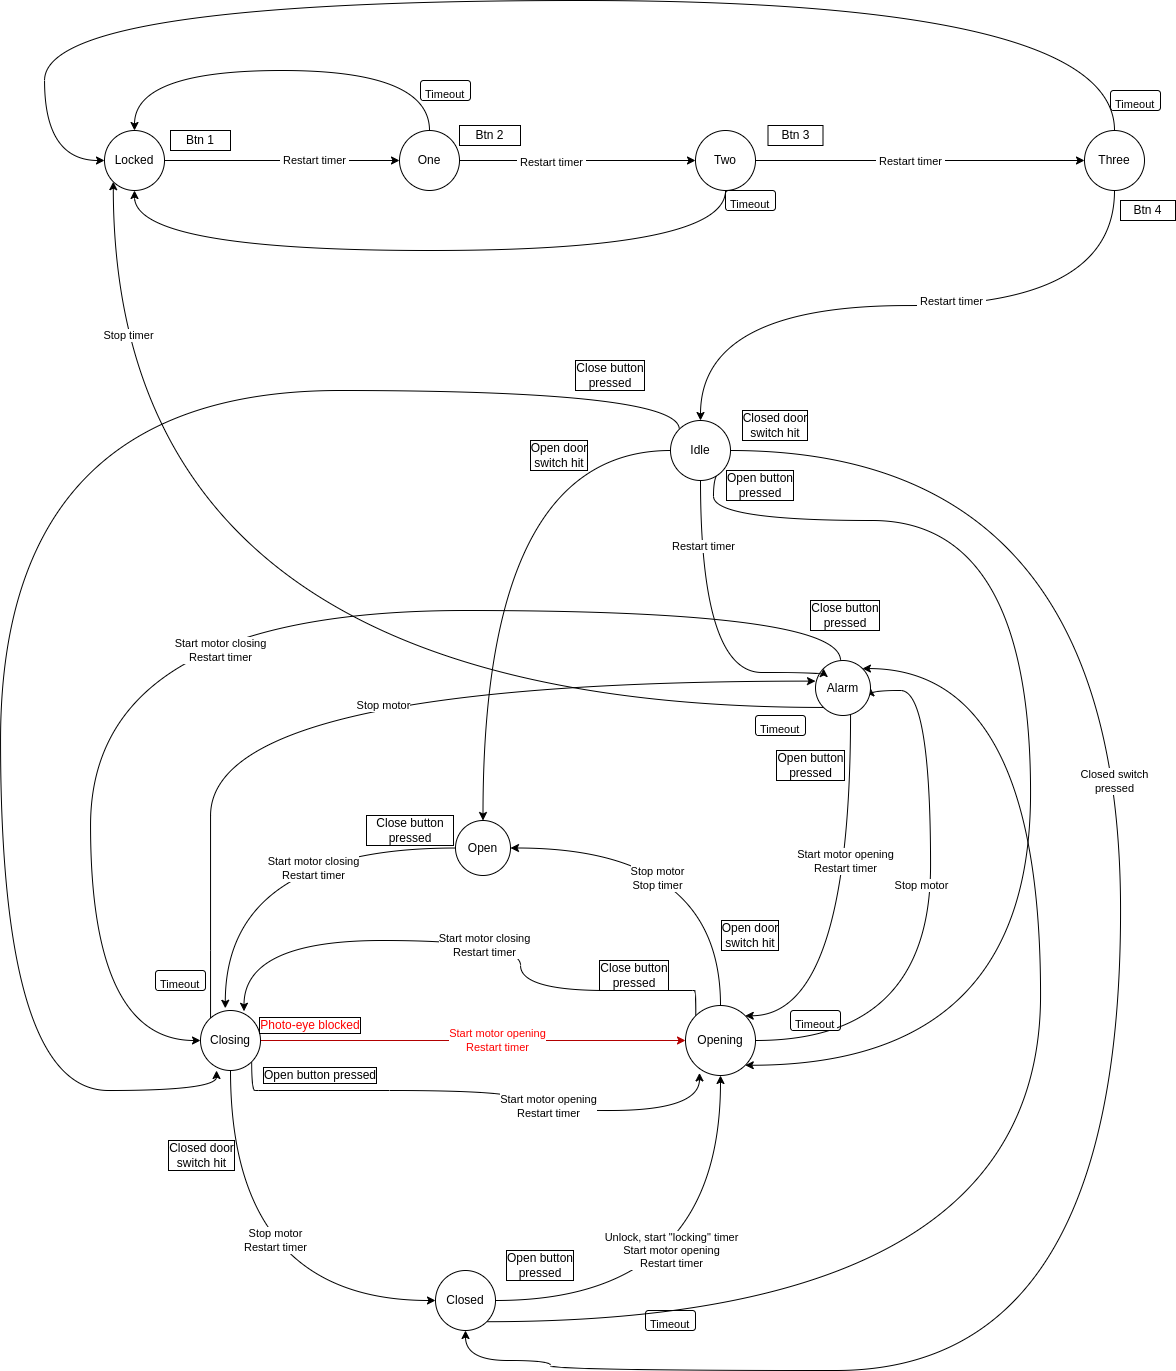 Timeout
Timeout
Btn 1
Btn 2
Btn 3
Locked
Restart timer
One
Restart timer
Two
Restart timer
Three
Timeout
Btn 4
Restart timer
Stop timer
Close button
pressed
Closed door
switch hit
Open door
switch hit
Idle
Open button
pressed
Restart timer
Close button
pressed
Start motor closing
Restart timer
Alarm
Stop motor
Timeout
Open button
pressed
Closed switch
pressed
Close button
pressed
Open
Start motor closing
Restart timer
Start motor opening
Restart timer
Stop motor
Stop timer
Stop motor
Open door
switch hit
Start motor closing
Restart timer
Close button
pressed
Timeout
Timeout
Photo-eye blocked
Closing
Start motor opening
Restart timer
Opening
Open button pressed
Start motor opening
Restart timer
Closed door
switch hit
Stop motor
Restart timer
Unlock, start "locking" timer
Start motor opening
Restart timer
Open button
pressed
Closed
Timeout